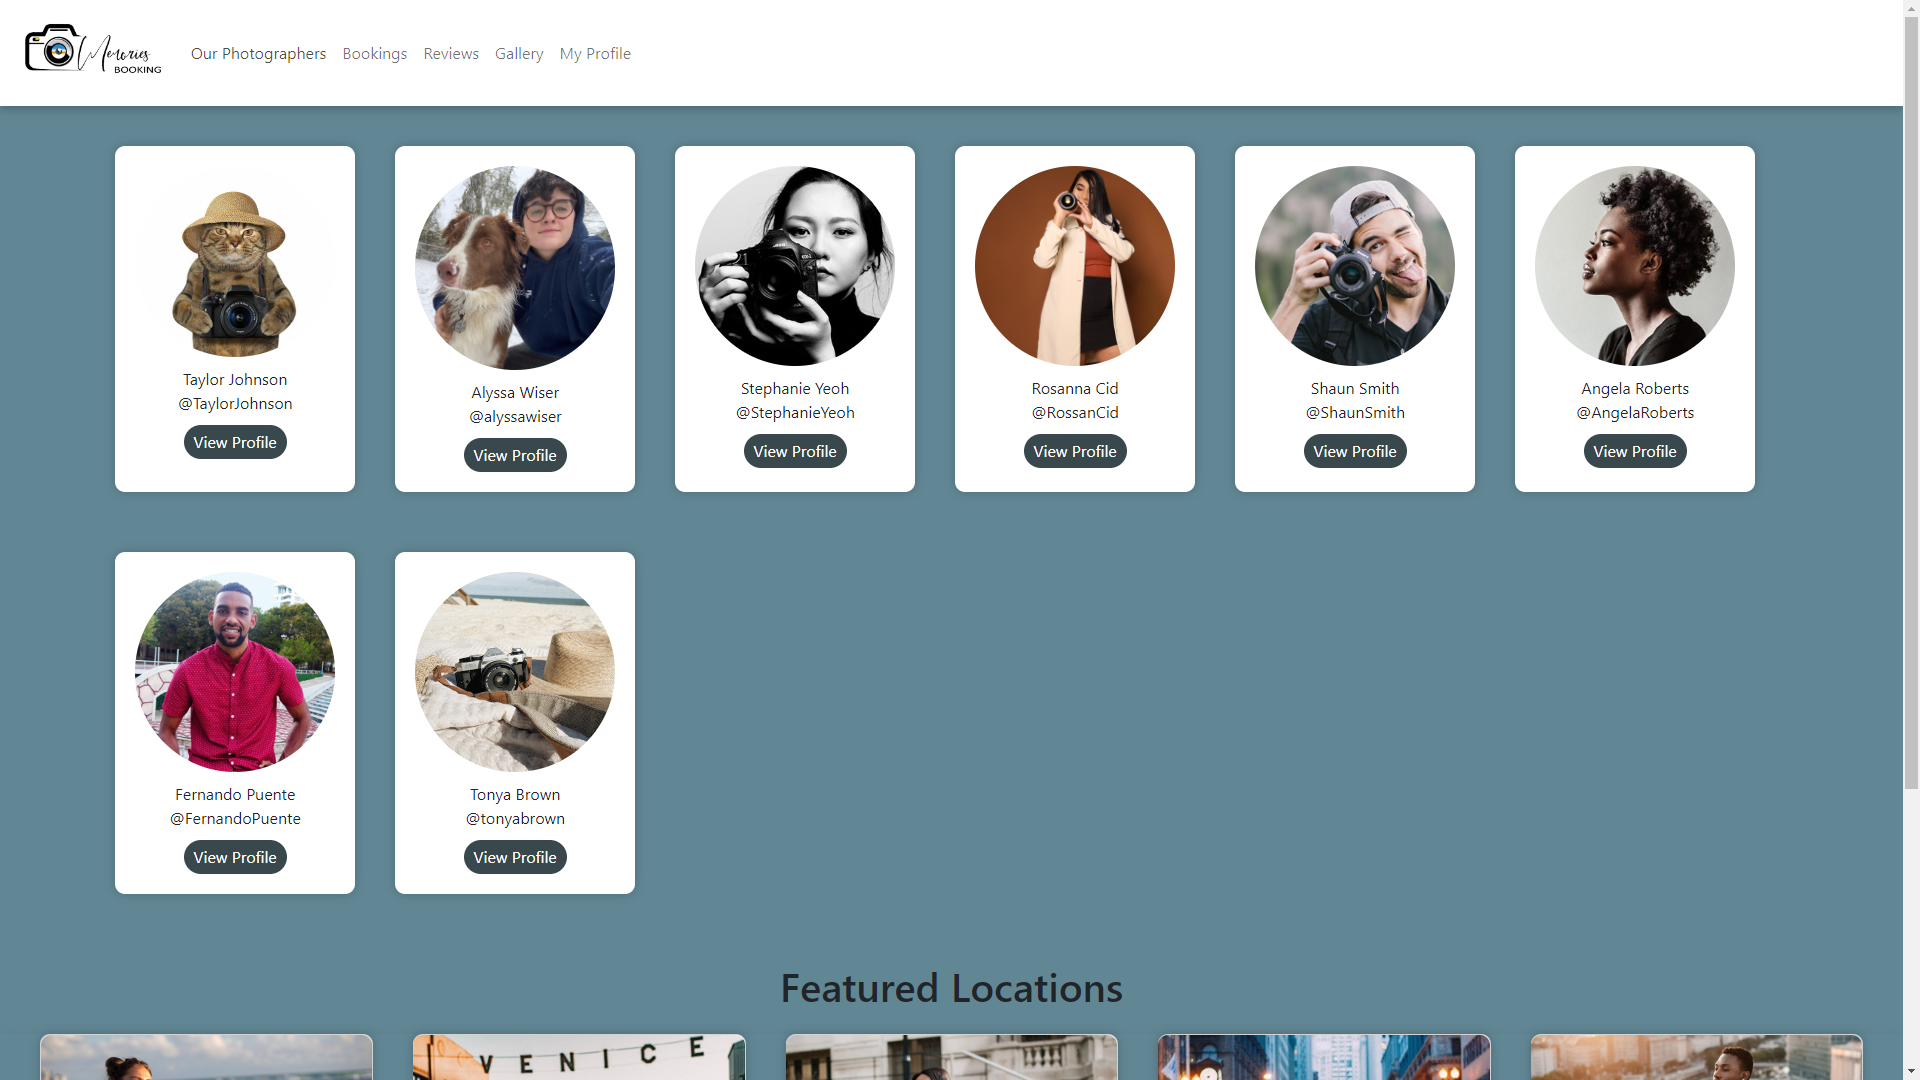 Memories
BOOKING
Our Photographers Bookings Reviews Gallery My Profile
Taylor Johnson
@TaylorJohnson
View Profile
Alyssa Wiser
@alyssawiser
View Profile
Stephanie Yeoh
@StephanieYeoh
View Profile
Rosanna Cid
@RossanCid
View Profile
Shaun Smith
@ShaunSmith
View Profile
Angela Roberts
@AngelaRoberts
View Profile
Fernando Puente
@FernandoPuente
View Profile
Tonya Brown
@tonyabrown
View Profile
Featured Locations
VENICE